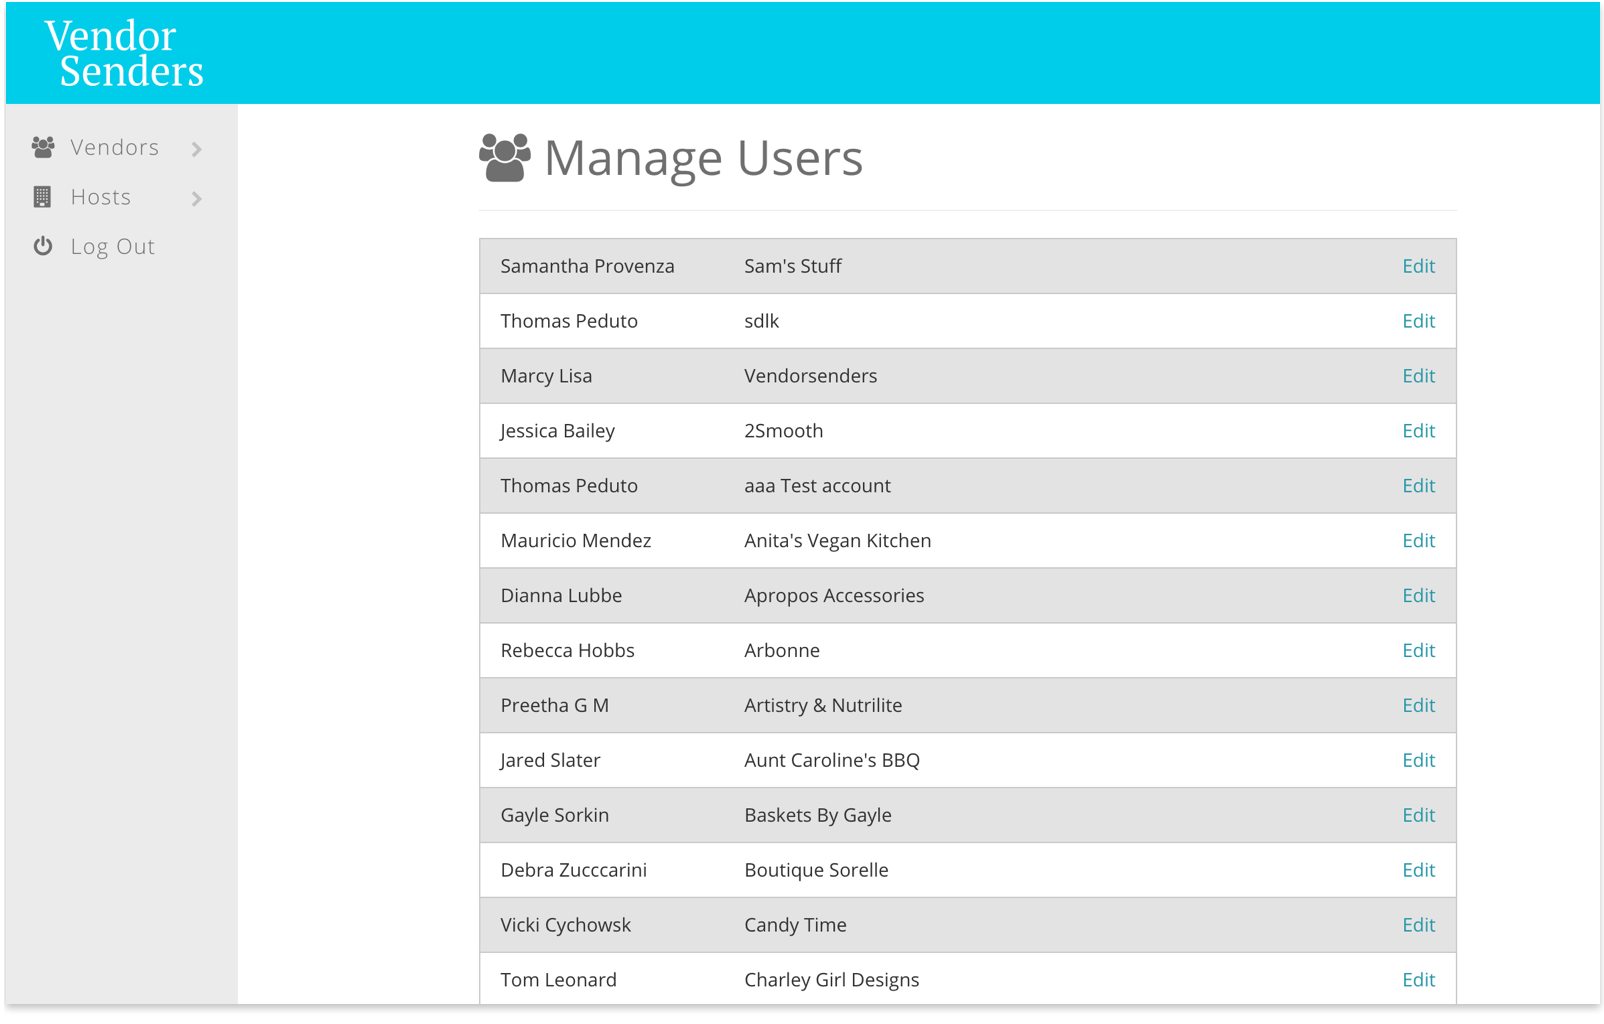 Vendor
Senders
Vendors
Hosts
Log Out
Manage Users
Samantha Provenza Sam's Stuff Edit
Thomas Peduto sdlk Edit
Marcy Lisa Vendorsenders Edit
Jessica Bailey 2Smooth Edit
Thomas Peduto aaa Test account Edit
Mauricio Mendez Anita's Vegan Kitchen Edit
Dianna Lubbe Apropos Accessories Edit
Rebecca Hobbs Arbonne Edit
Preetha G M Artistry & Nutrilite Edit
Jared Slater Aunt Caroline's BBQ Edit
Gayle Sorkin Baskets By Gayle Edit
Debra Zucccarini Boutique Sorelle Edit
Vicki Cychowsk Candy Time Edit
Tom Leonard Charley Girl Designs Edit